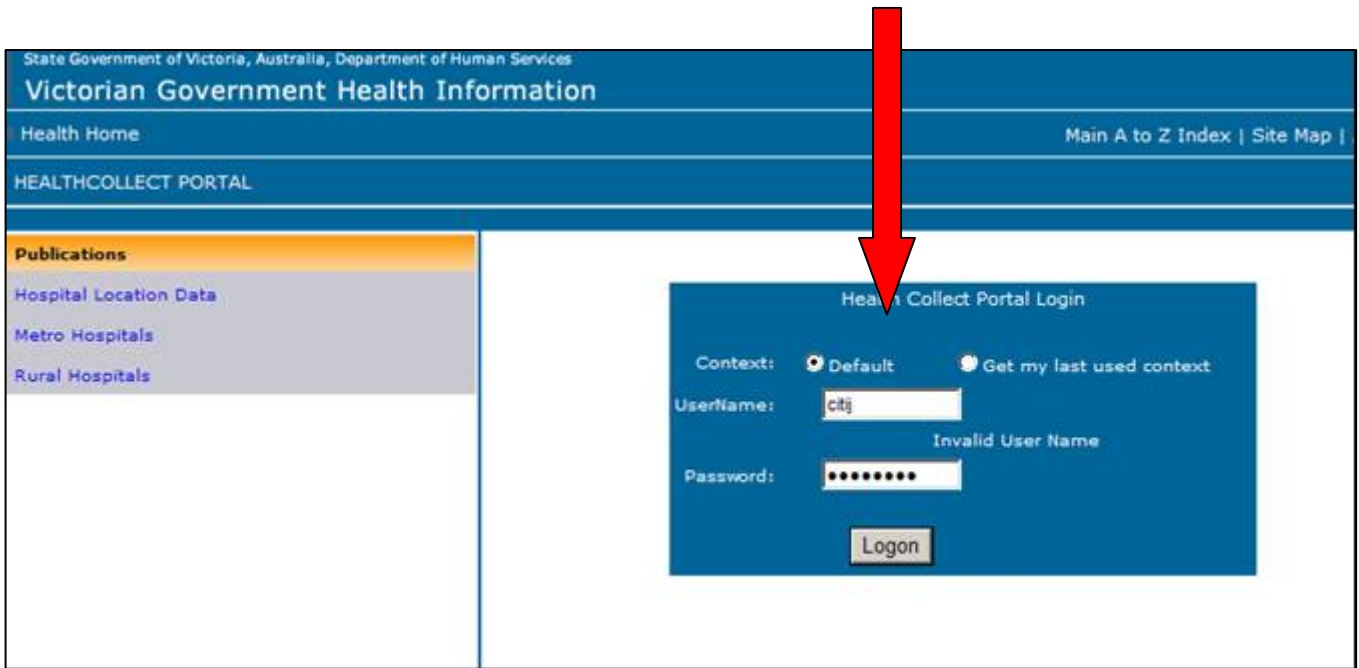 State Government of Victoria, Australia, Department of Human Services
Victorian Government Health Information
Health Home
Main A to Z Index | Site Map |
HEALTHCOLLECT PORTAL
Publications
Hospital Location Data
Metro Hospitals
Rural Hospitals
Health Collect Portal Login
Context: Default Get my last used context
UserName: citij
Invalid User Name
Password: ••••••••
Logon